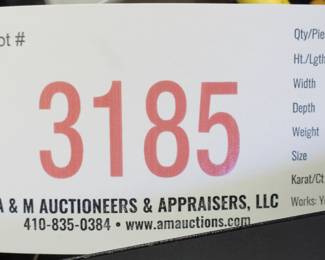 ot #
3185
A & M AUCTIONEERS & APPRAISERS, LLC
410-835-0384 • www.amauctions.com
Qty/Pie
Ht./Lgth
Width
Depth
Weight
Size
Karat/Ct
Works: Y